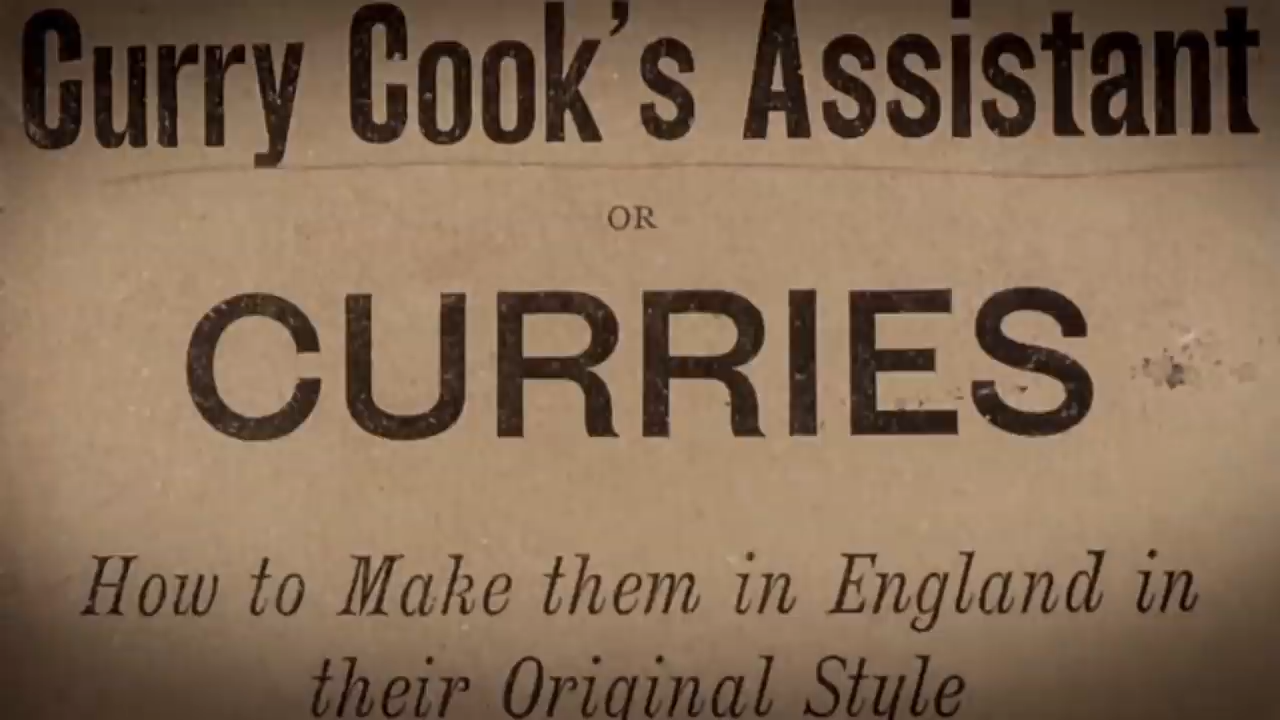 Curry Cook's Assistant
OR
CURRIES
How to Make them in England in
their Original Style